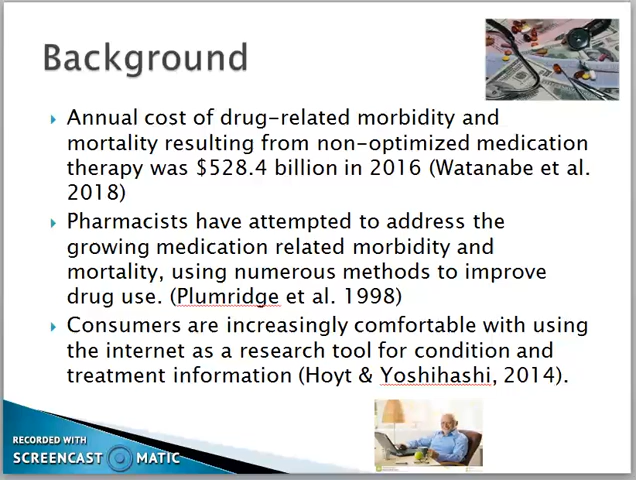 Background
Annual cost of drug-related morbidity and
mortality resulting from non-optimized medication
therapy was $528.4 billion in 2016 (Watanabe et al.
2018)
Pharmacists have attempted to address the
growing medication related morbidity and
mortality, using numerous methods to improve
drug use. (Plumridge et al. 1998)
Consumers are increasingly comfortable with using
the internet as a research tool for condition and
treatment information (Hoyt & Yoshihashi, 2014).
RECORDED WITH
SCREENCAST MATIC